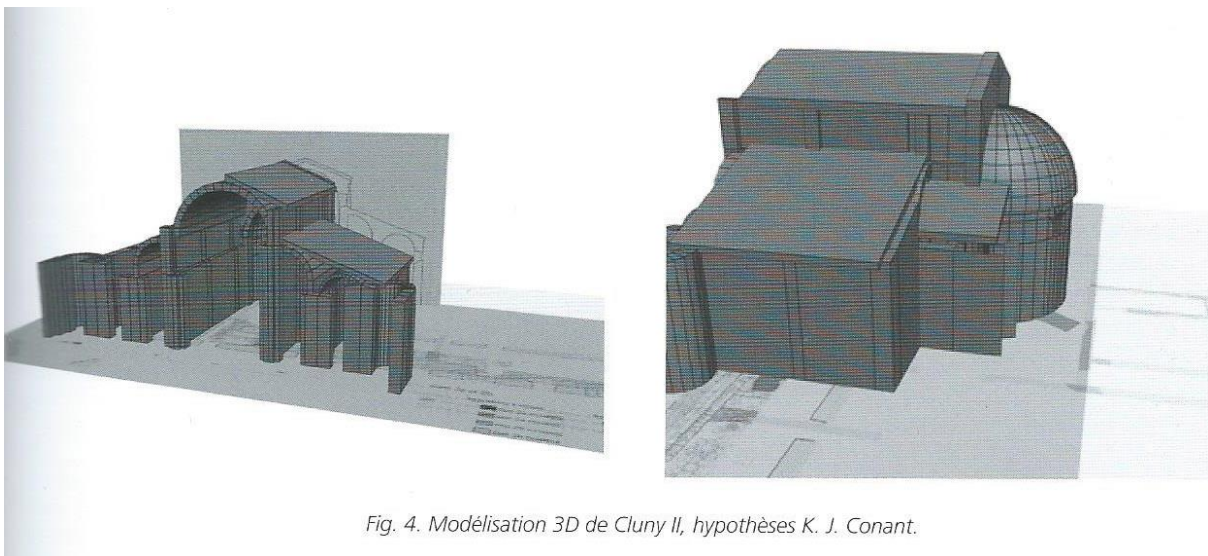 Fig. 4. Modélisation 3D de Cluny II, hypothèses K. J. Conant.